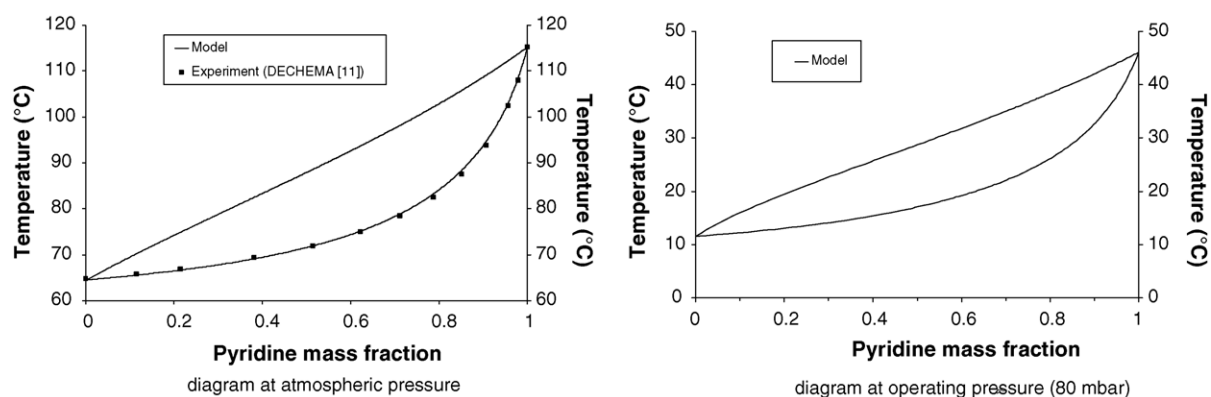 120
110
100
90
80
70
60
Temperature (°C)
Model
Experiment (DECHEMA [11])
120
110
100
90
80
70
60
Temperature (°C)
0 0.2 0.4 0.6 0.8 1
Pyridine mass fraction
diagram at atmospheric pressure
50
40
30
20
10
0
Temperature (°C)
Model
50
40
30
20
10
0
Temperature (°C)
0 0.2 0.4 0.6 0.8 1
Pyridine mass fraction
diagram at operating pressure (80 mbar)